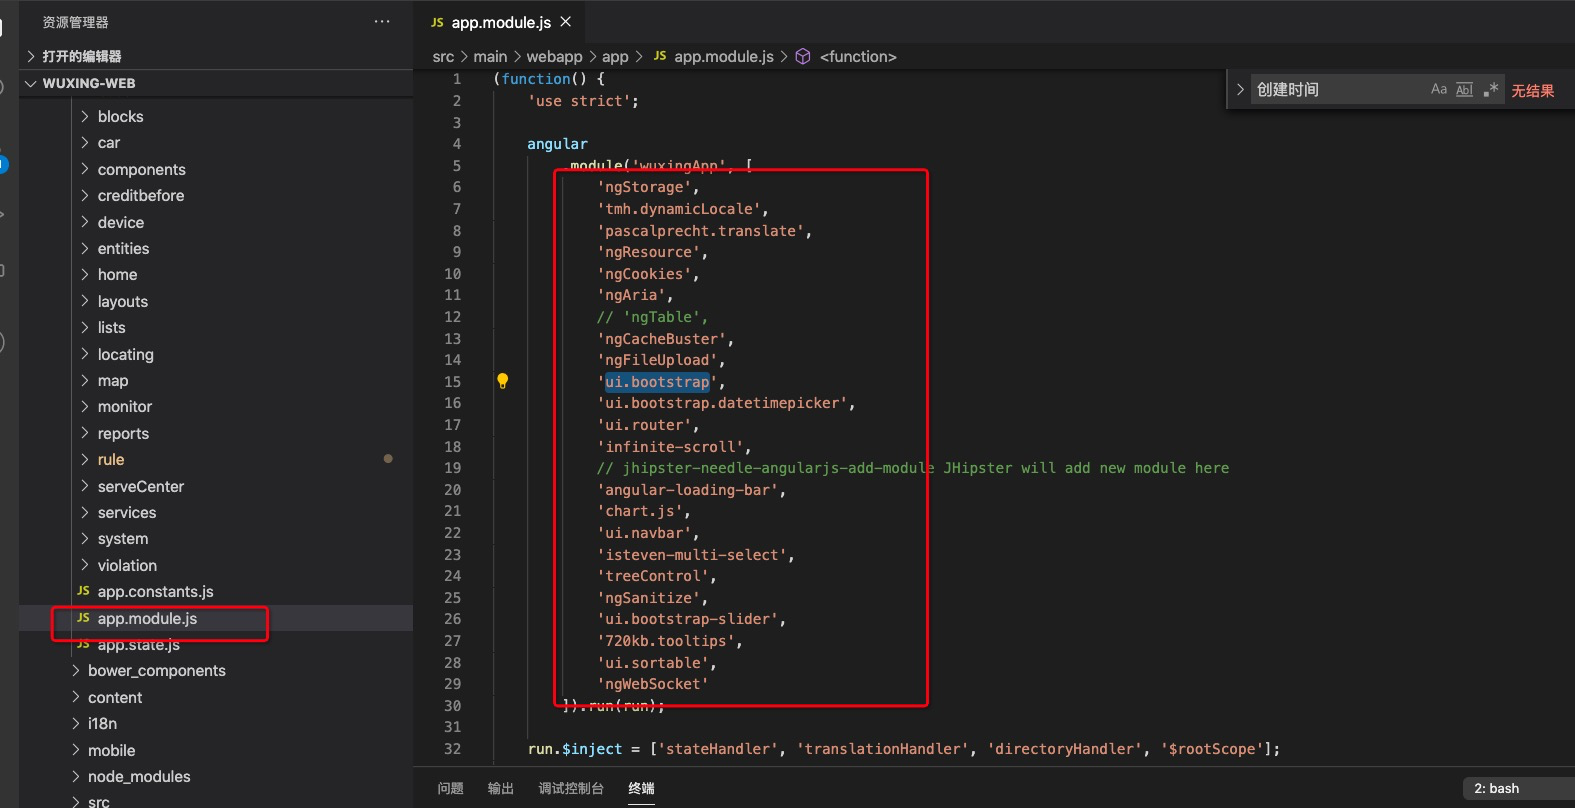 资源管理器
···
打开的编辑器
WUXING-WEB
blocks
car
components
creditbefore
device
entities
home
layouts
lists
locating
map
monitor
reports
rule
serveCenter
services
system
violation
JS app.constants.js
JS app.module.js
JS app.state.js
bower_components
content
i18n
mobile
node_modules
src
JS app.module.js ×
src > main > webapp > app > JS app.module.js > <function>
创建时间 Aa Abl .* 无结果
1 (function() {
2 'use strict';
3
4 angular
5 .module('wuxingApp', [
6 'ngStorage',
7 'tmh.dynamicLocale',
8 'pascalprecht.translate',
9 'ngResource',
10 'ngCookies',
11 'ngAria',
12 // 'ngTable',
13 'ngCacheBuster',
14 'ngFileUpload',
15 'ui.bootstrap',
16 'ui.bootstrap.datetimepicker',
17 'ui.router',
18 'infinite-scroll',
19 // jhipster-needle-angularjs-add-module JHipster will add new module here
20 'angular-loading-bar',
21 'chart.js',
22 'ui.navbar',
23 'isteven-multi-select',
24 'treeControl',
25 'ngSanitize',
26 'ui.bootstrap-slider',
27 '720kb.tooltips',
28 'ui.sortable',
29 'ngWebSocket'
30 ]).run(run);
31
32 run.$inject = ['stateHandler', 'translationHandler', 'directoryHandler', '$rootScope'];
问题 输出 调试控制台 终端
2: bash